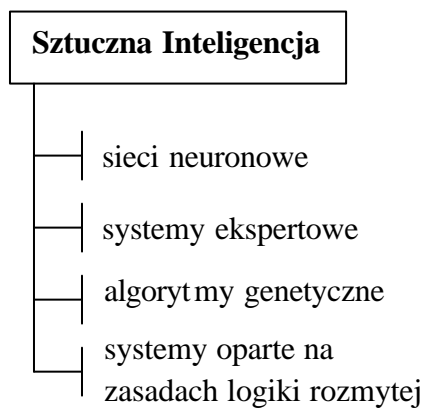 Sztuczna Inteligencja
sieci neuronowe
systemy ekspertowe
algorytmy genetyczne
systemy oparte na
zasadach logiki rozmytej